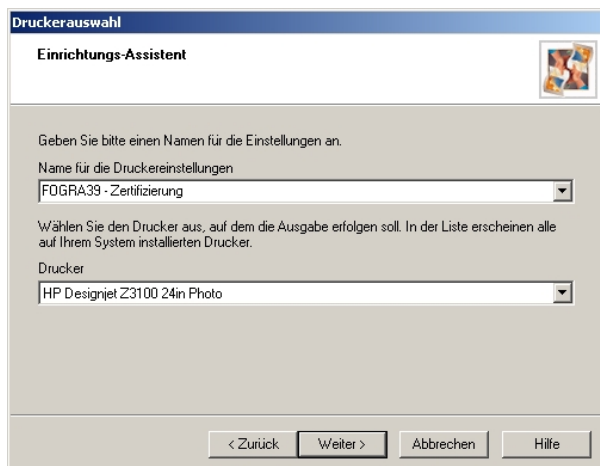 Druckerauswahl
Einrichtungs-Assistent
Geben Sie bitte einen Namen für die Einstellungen an.
Name für die Druckereinstellungen
FOGRA39 - Zertifizierung
Wählen Sie den Drucker aus, auf dem die Ausgabe erfolgen soll. In der Liste erscheinen alle
auf Ihrem System installierten Drucker.
Drucker
HP Designjet Z3100 24in Photo
< Zurück Weiter > Abbrechen Hilfe